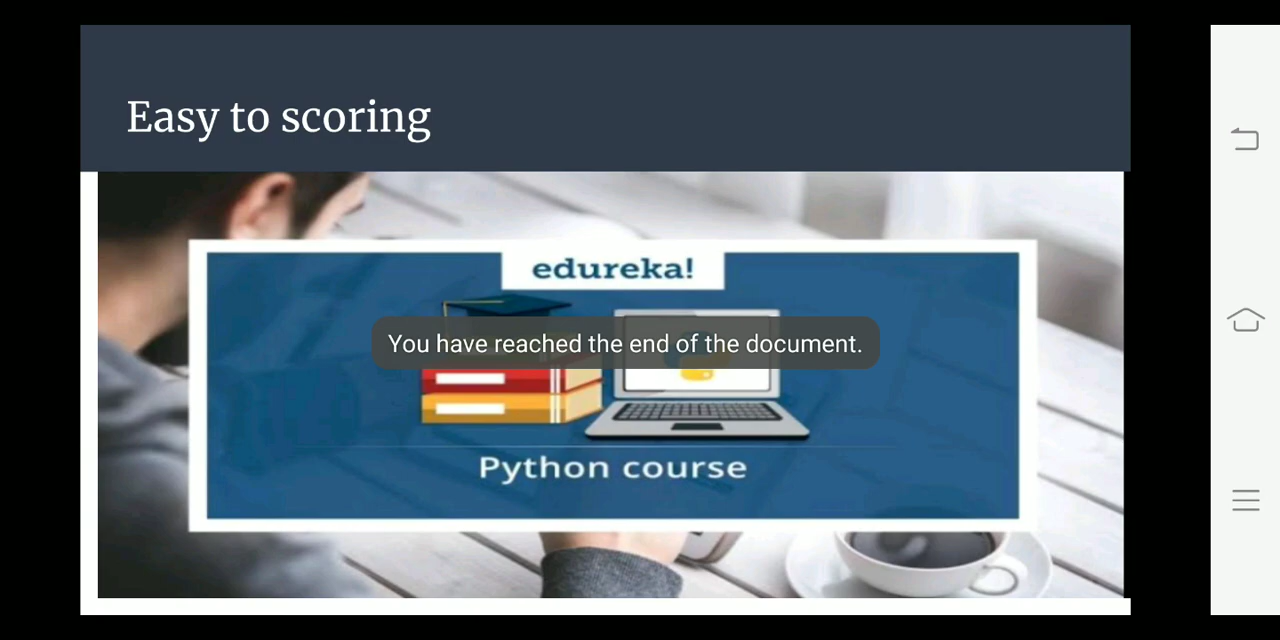 Easy to scoring
edureka!
You have reached the end of the document.
Python course